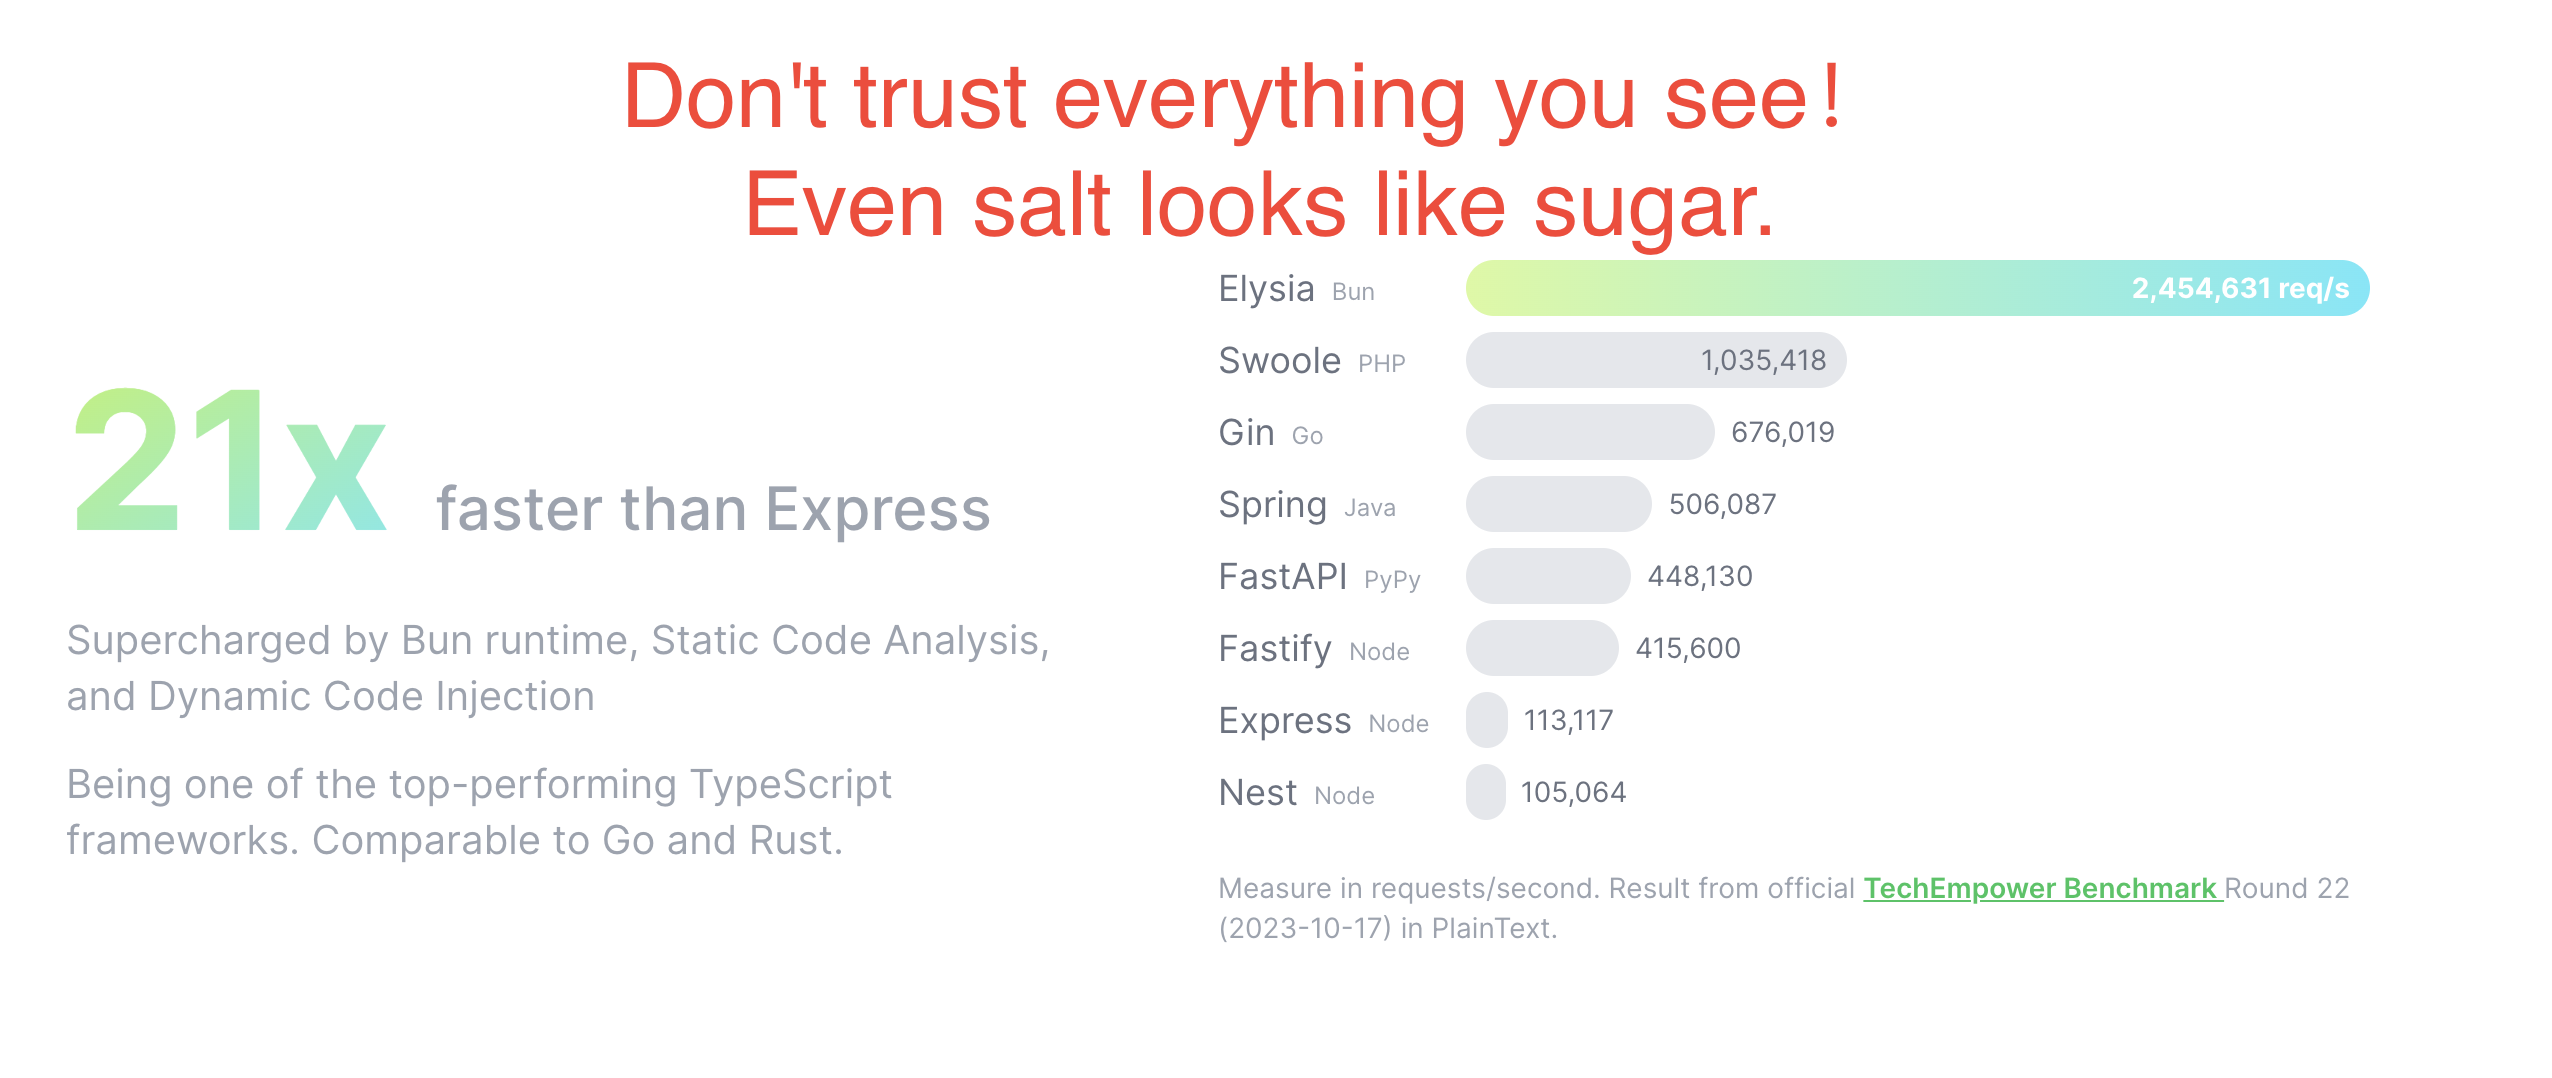 Don't trust everything you see!
Even salt looks like sugar.
21x faster than Express
Supercharged by Bun runtime, Static Code Analysis,
and Dynamic Code Injection
Being one of the top-performing TypeScript
frameworks. Comparable to Go and Rust.
Elysia Bun 2,454,631 req/s
Swoole PHP 1,035,418
Gin Go 676,019
Spring Java 506,087
FastAPI PyPy 448,130
Fastify Node 415,600
Express Node 113,117
Nest Node 105,064
Measure in requests/second. Result from official TechEmpower Benchmark Round 22
(2023-10-17) in PlainText.